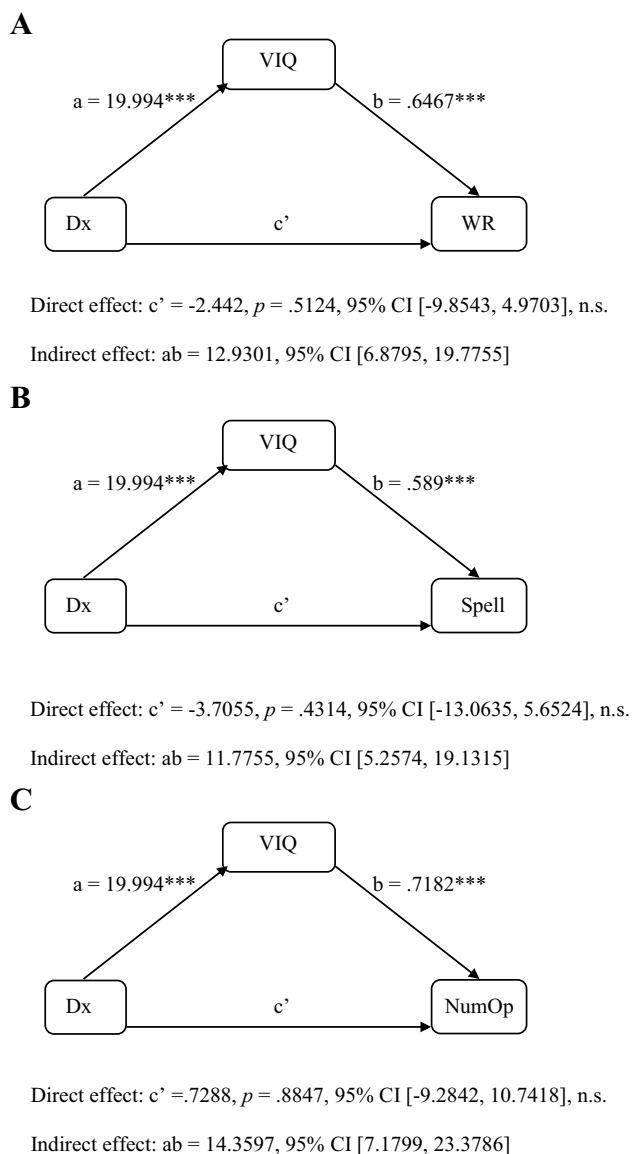 A
VIQ
a = 19.994***
b = .6467***
Dx
c’
WR
Direct effect: c’ = -2.442, p = .5124, 95% CI [-9.8543, 4.9703], n.s.
Indirect effect: ab = 12.9301, 95% CI [6.8795, 19.7755]
B
VIQ
a = 19.994***
b = .589***
Dx
c’
Spell
Direct effect: c’ = -3.7055, p = .4314, 95% CI [-13.0635, 5.6524], n.s.
Indirect effect: ab = 11.7755, 95% CI [5.2574, 19.1315]
C
VIQ
a = 19.994***
b = .7182***
Dx
c’
NumOp
Direct effect: c’ =.7288, p = .8847, 95% CI [-9.2842, 10.7418], n.s.
Indirect effect: ab = 14.3597, 95% CI [7.1799, 23.3786]